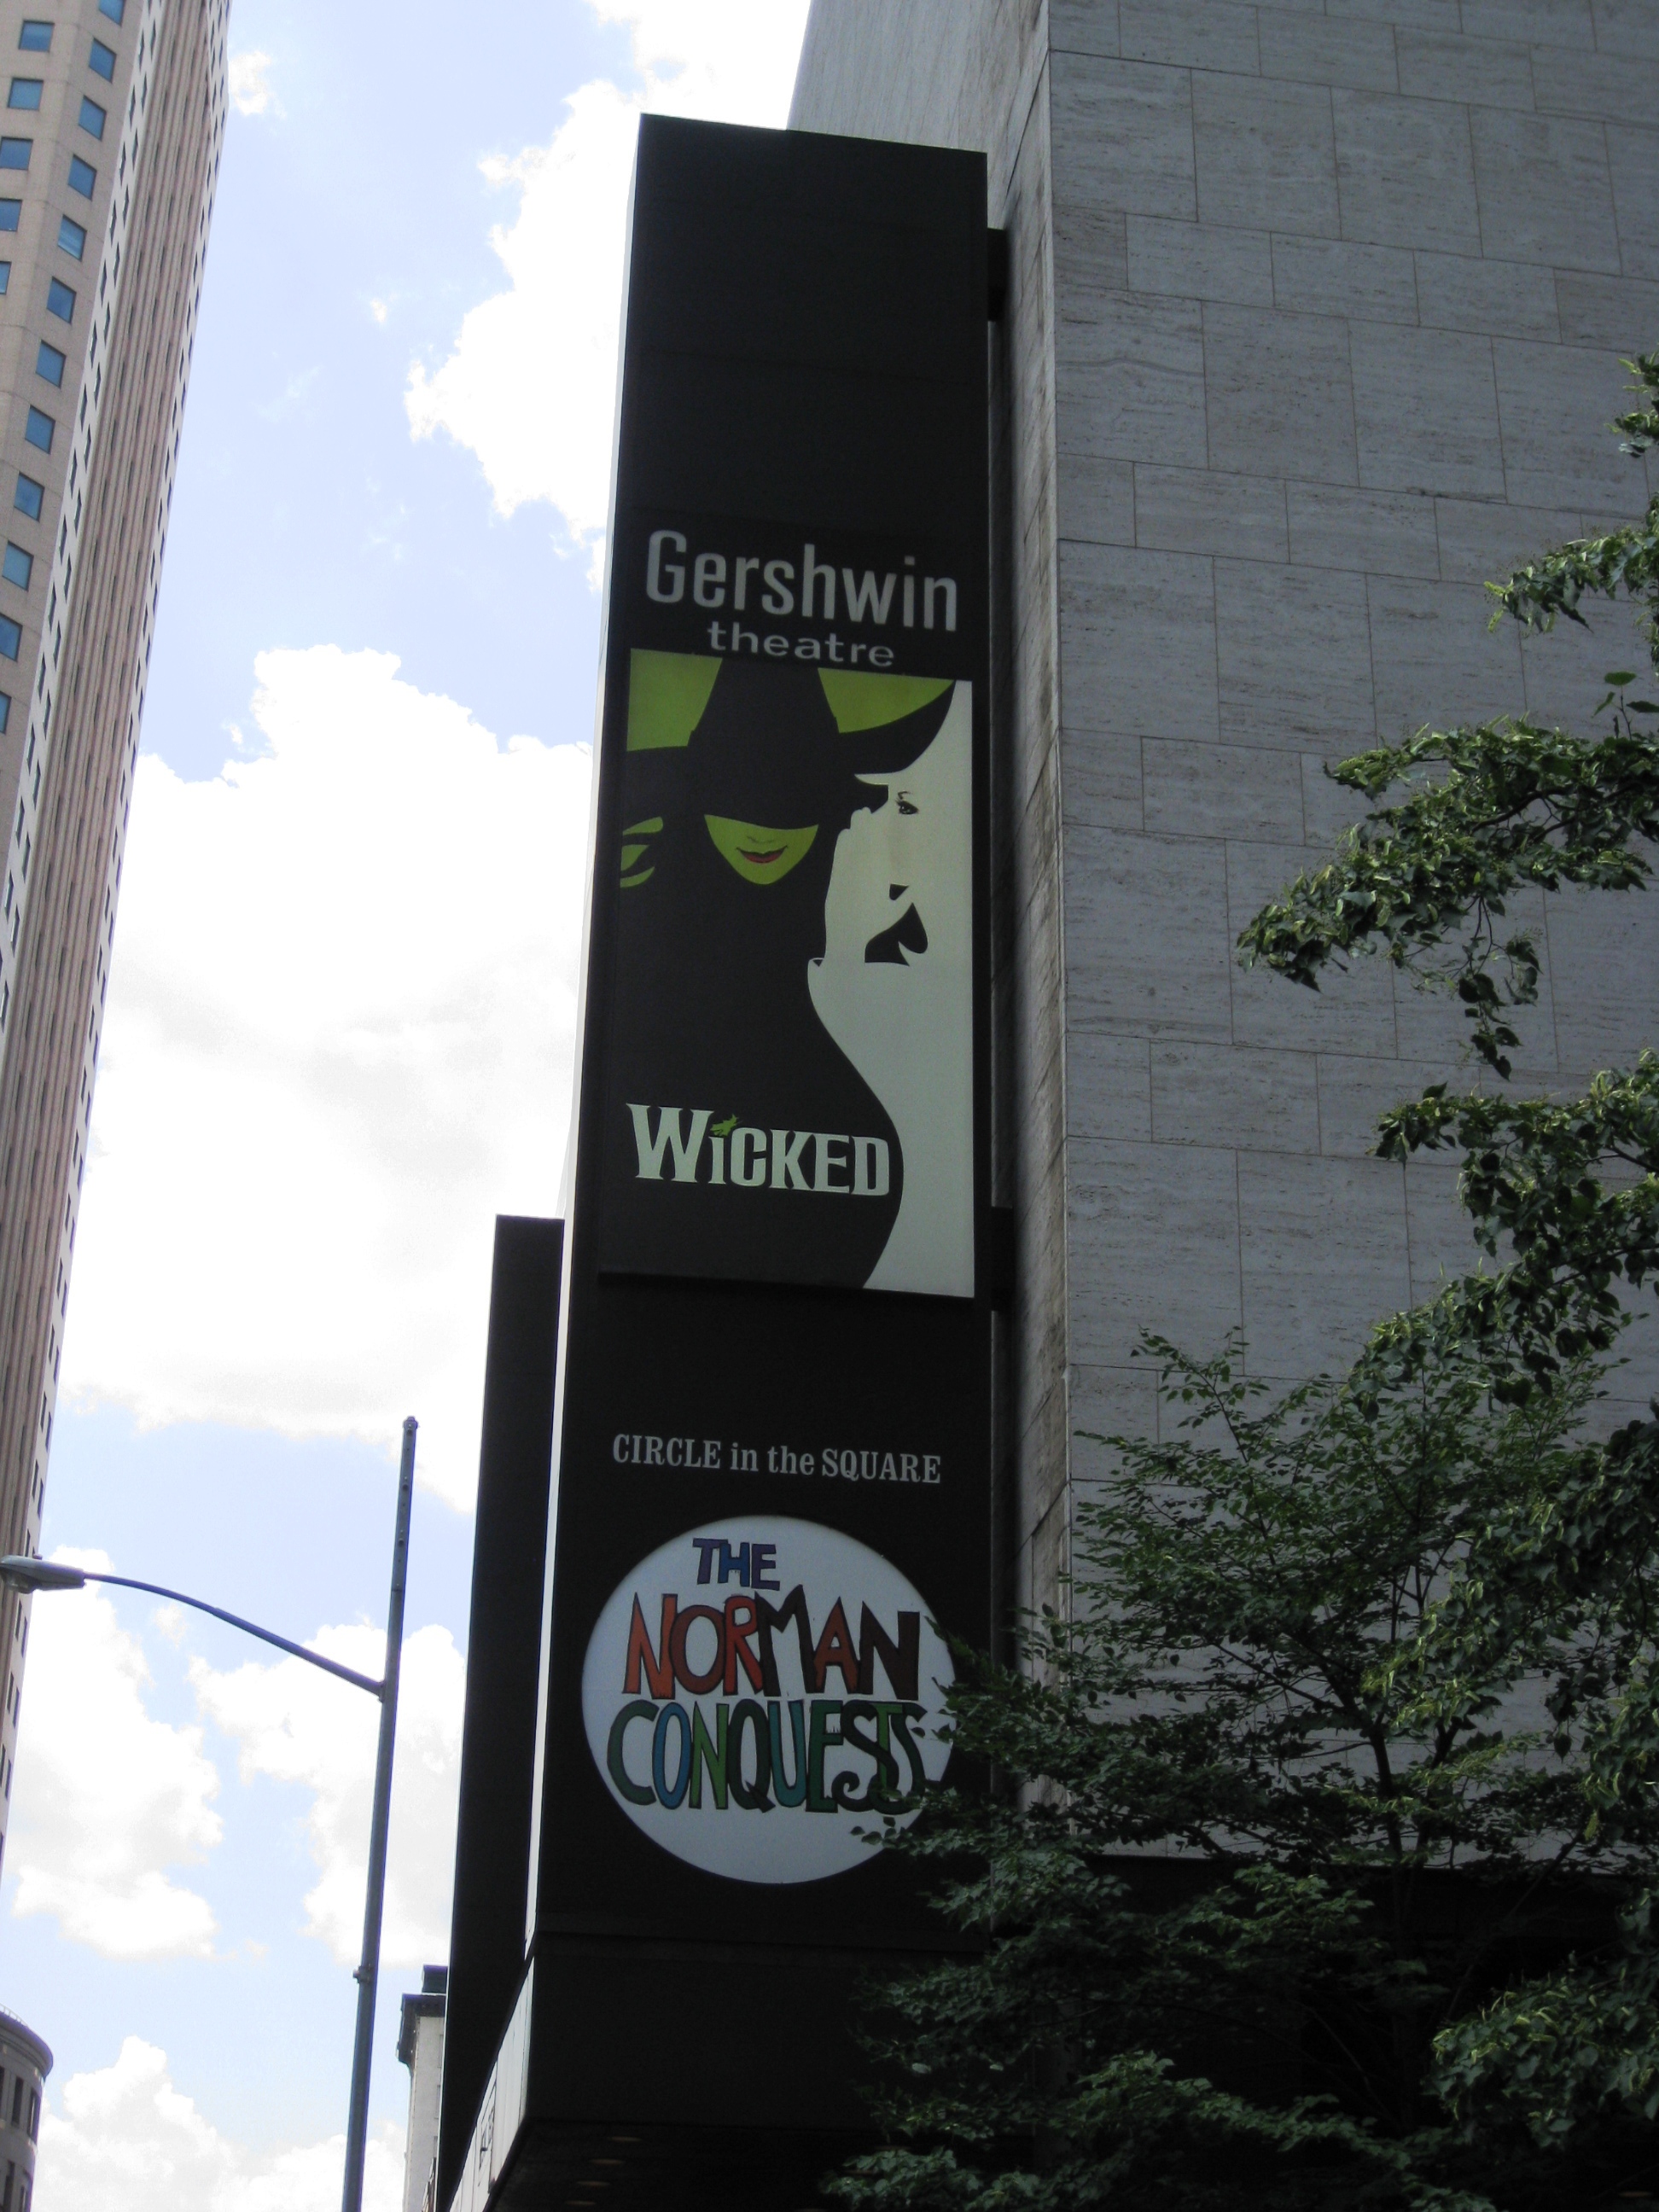 Gershwin
theatre
WICKED
CIRCLE in the SQUARE
THE
NORMAN
CONQUESTS